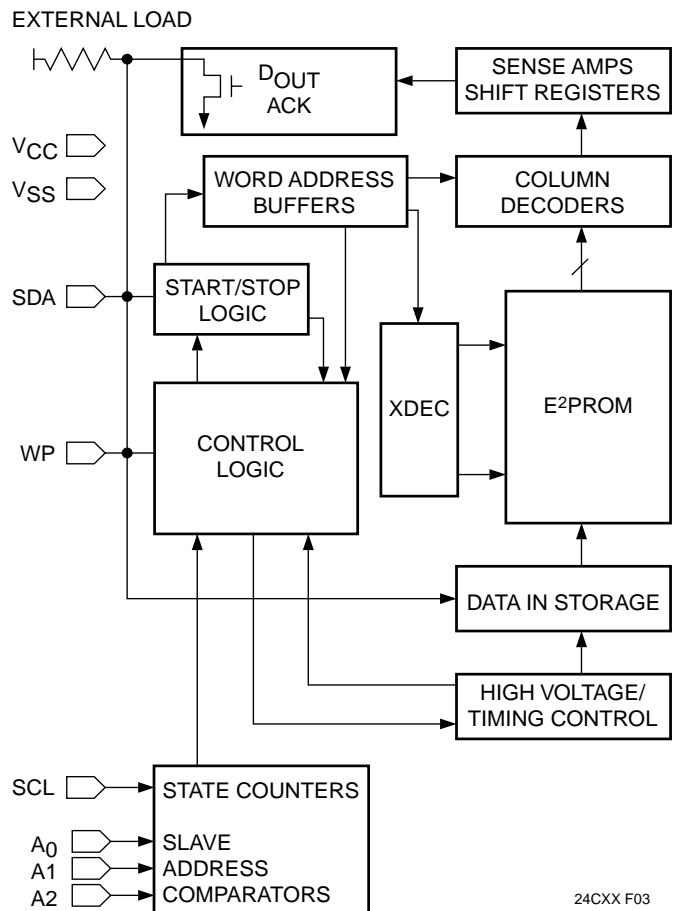 EXTERNAL LOAD
DOUT
ACK
SENSE AMPS
SHIFT REGISTERS
VCC
VSS
WORD ADDRESS
BUFFERS
COLUMN
DECODERS
SDA
START/STOP
LOGIC
XDEC
E2PROM
WP
CONTROL
LOGIC
DATA IN STORAGE
HIGH VOLTAGE/
TIMING CONTROL
SCL
STATE COUNTERS
A0
SLAVE
A1
ADDRESS
A2
COMPARATORS
24CXX F03